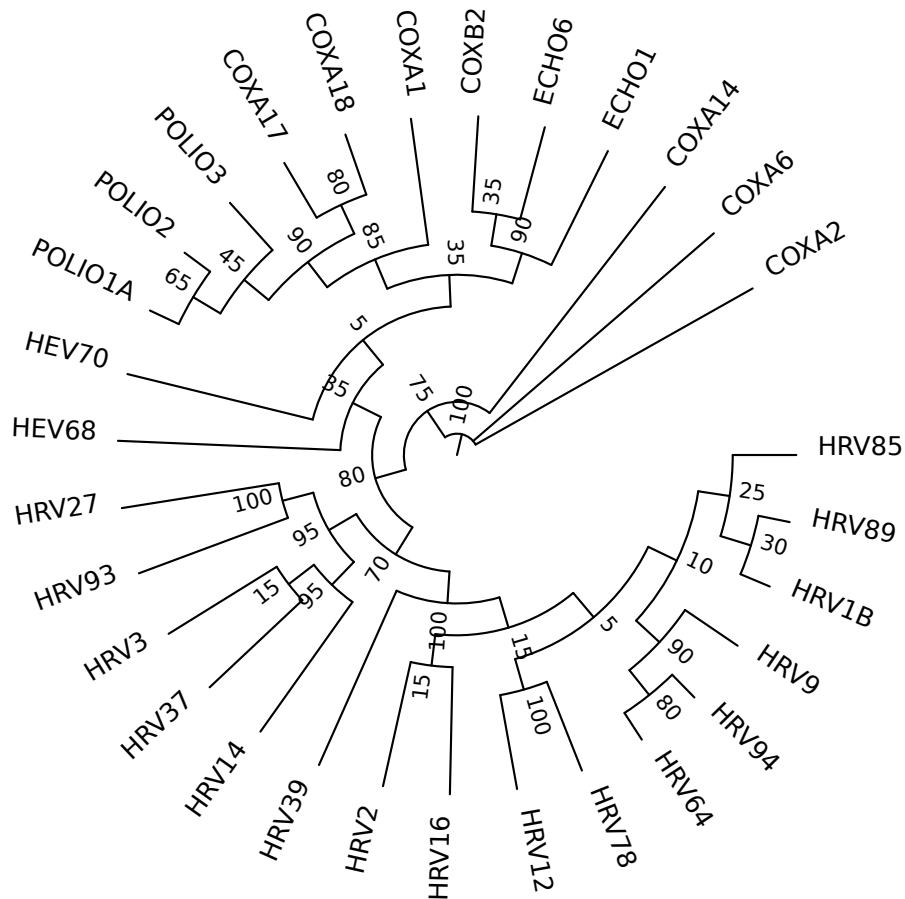 COXB2
ECHO6
ECHO1
COXA14
COXA6
COXA2
HRV85
HRV89
HRV1B
HRV9
HRV94
HRV64
HRV78
HRV12
HRV16
HRV2
HRV39
HRV14
HRV37
HRV3
HRV93
HRV27
HEV68
HEV70
POLIO1A
POLIO2
POLIO3
COXA17
COXA18
COXA1
80
35
90
35
85
90
45
65
5
35
75
100
80
100
95
15
95
70
100
15
15
100
5
10
25
30
90
80